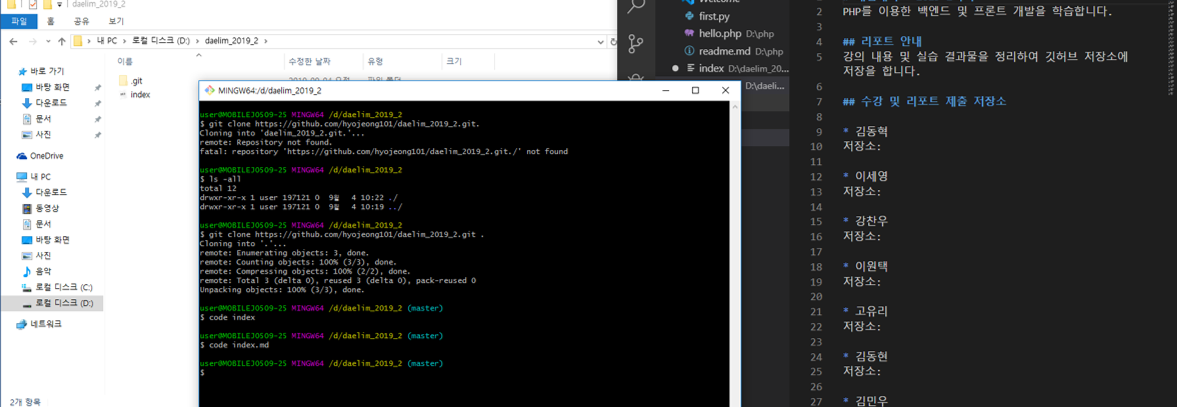 daelim_2019_2
파일 홈 공유 보기
내 PC > 로컬 디스크 (D:) > daelim_2019_2 >
이름 수정한 날짜 유형 크기
바로 가기
바탕 화면
다운로드
문서
사진
OneDrive
내 PC
다운로드
동영상
문서
바탕 화면
사진
음악
로컬 디스크 (C:)
로컬 디스크 (D:)
네트워크
2개 항목
.git
index
MINGW64:/d/daelim_2019_2
user@MOBILEJO509-25 MINGW64 /d/daelim_2019_2
$ git clone https://github.com/hyojeong101/daelim_2019_2.git.
Cloning into 'daelim_2019_2.git.'...
remote: Repository not found.
fatal: repository 'https://github.com/hyojeong101/daelim_2019_2.git./' not found
user@MOBILEJO509-25 MINGW64 /d/daelim_2019_2
$ ls -all
total 12
drwxr-xr-x 1 user 197121 0 9월 4 10:22 ./
drwxr-xr-x 1 user 197121 0 9월 4 10:19 ../
user@MOBILEJO509-25 MINGW64 /d/daelim_2019_2
$ git clone https://github.com/hyojeong101/daelim_2019_2.git .
Cloning into '.'...
remote: Enumerating objects: 3, done.
remote: Counting objects: 100% (3/3), done.
remote: Compressing objects: 100% (2/2), done.
remote: Total 3 (delta 0), reused 3 (delta 0), pack-reused 0
Unpacking objects: 100% (3/3), done.
user@MOBILEJO509-25 MINGW64 /d/daelim_2019_2 (master)
$ code index
user@MOBILEJO509-25 MINGW64 /d/daelim_2019_2 (master)
$ code index.md
user@MOBILEJO509-25 MINGW64 /d/daelim_2019_2 (master)
$
Welcome
first.py
hello.php D:\php
readme.md D:\php
index D:\daelim_20...
D:\daeli...
2 PHP를 이용한 백엔드 및 프론트 개발을 학습합니다.
3
4 ## 리포트 안내
5 강의 내용 및 실습 결과물을 정리하여 깃허브 저장소에
저장을 합니다.
6
7 ## 수강 및 리포트 제출 저장소
8
9 * 김동혁
10 저장소:
11
12 * 이세영
13 저장소:
14
15 * 강찬우
16 저장소:
17
18 * 이원택
19 저장소:
20
21 * 고유리
22 저장소:
23
24 * 김동현
25 저장소:
26
27 * 김민우